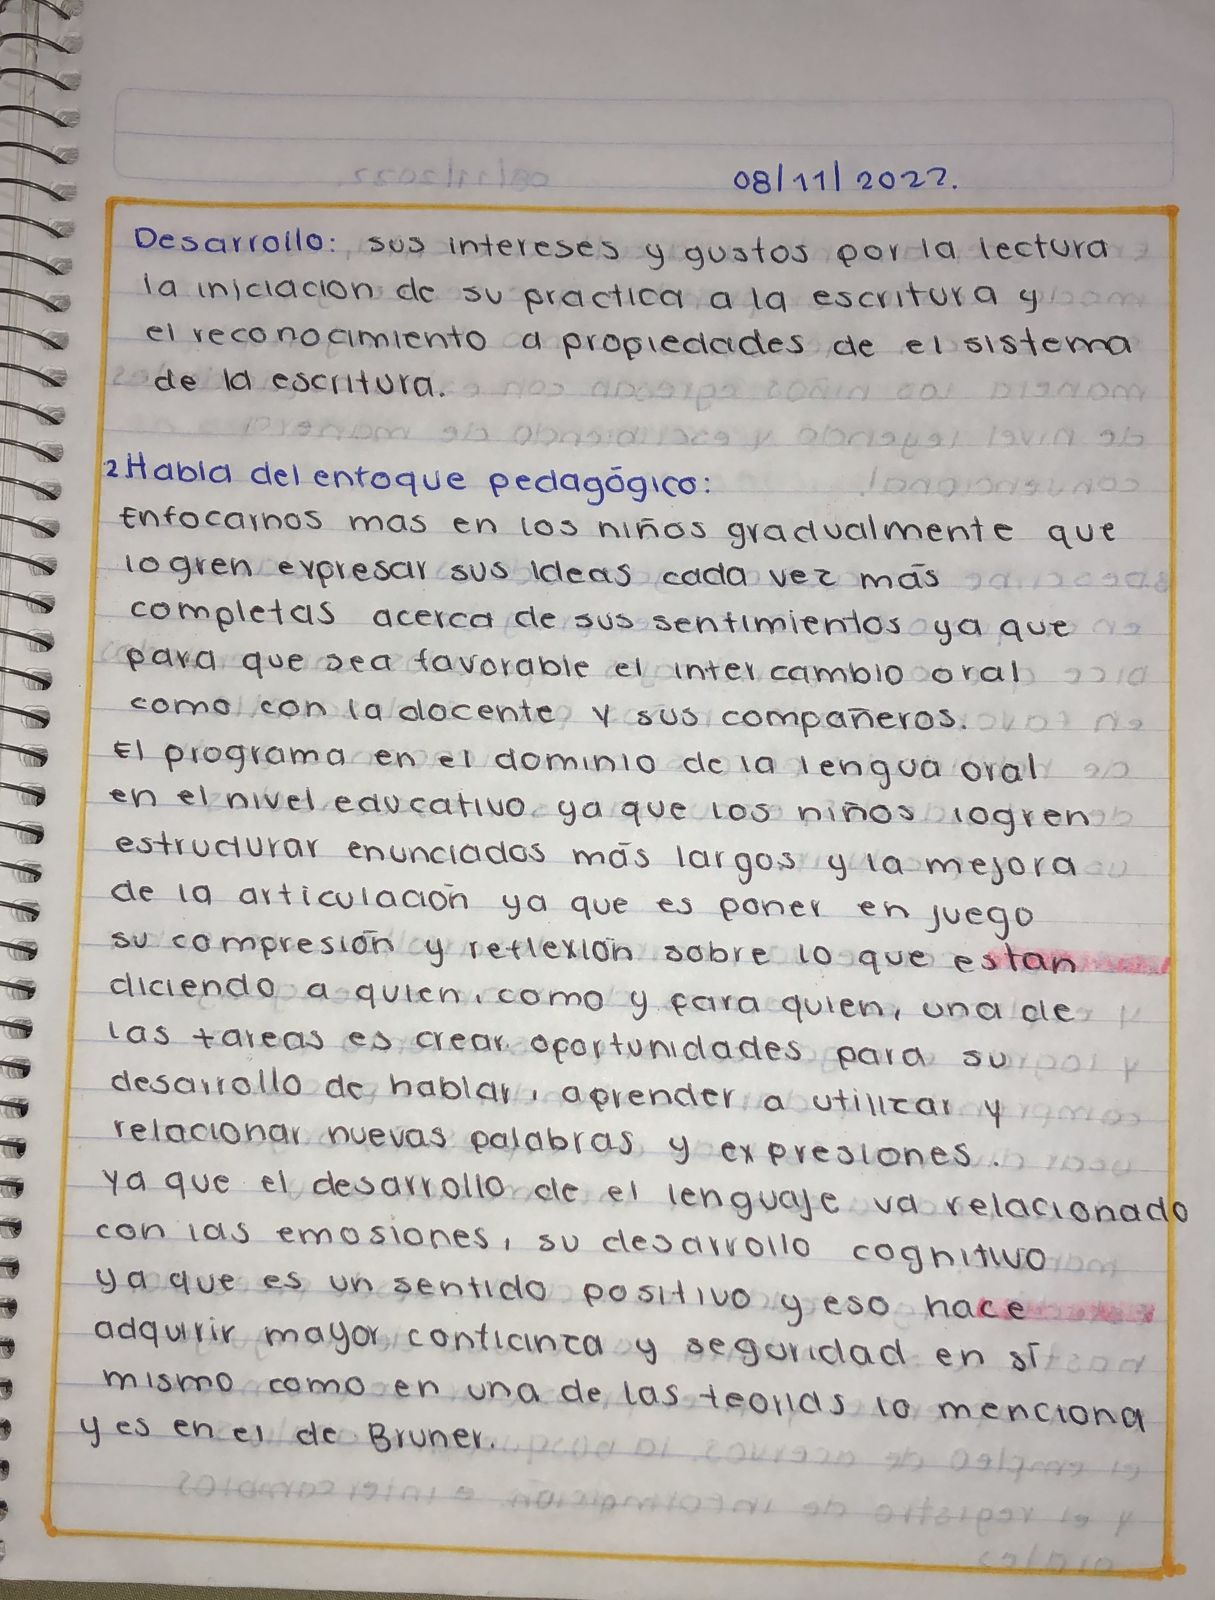 08/11/2022.
Desarrollo: sus intereses y gustos por la lectura
la iniciacion de su practica a la escritura y
el reconocimiento a propiedades de el sistema
de la escritura.
2.Habla del enfoque pedagógico:
Enfocarnos mas en los niños gradualmente que
logren expresar sus ideas cada vez más
completas acerca de sus sentimientos ya que
para que sea favorable el intercambio oral
como con la docente y sus compañeros.
El programa en el dominio de la lengua oral
en el nivel educativo ya que los niños logren
estructurar enunciados más largos y la mejora
de la articulación ya que es poner en juego
su compresión y reflexión sobre lo que estan
diciendo a quien, como y para quien, una de
las tareas es crear oportunidades para su
desarrollo de hablar, aprender a utilizar y
relacionar nuevas palabras y expresiones.
ya que el desarrollo de el lenguaje va relacionado
con las emosiones, su desarrollo cognitivo
ya que es un sentido positivo y eso hace
adquirir mayor confianza y seguridad en sí
mismo como en una de las teorias lo menciona
y es en el de Bruner.